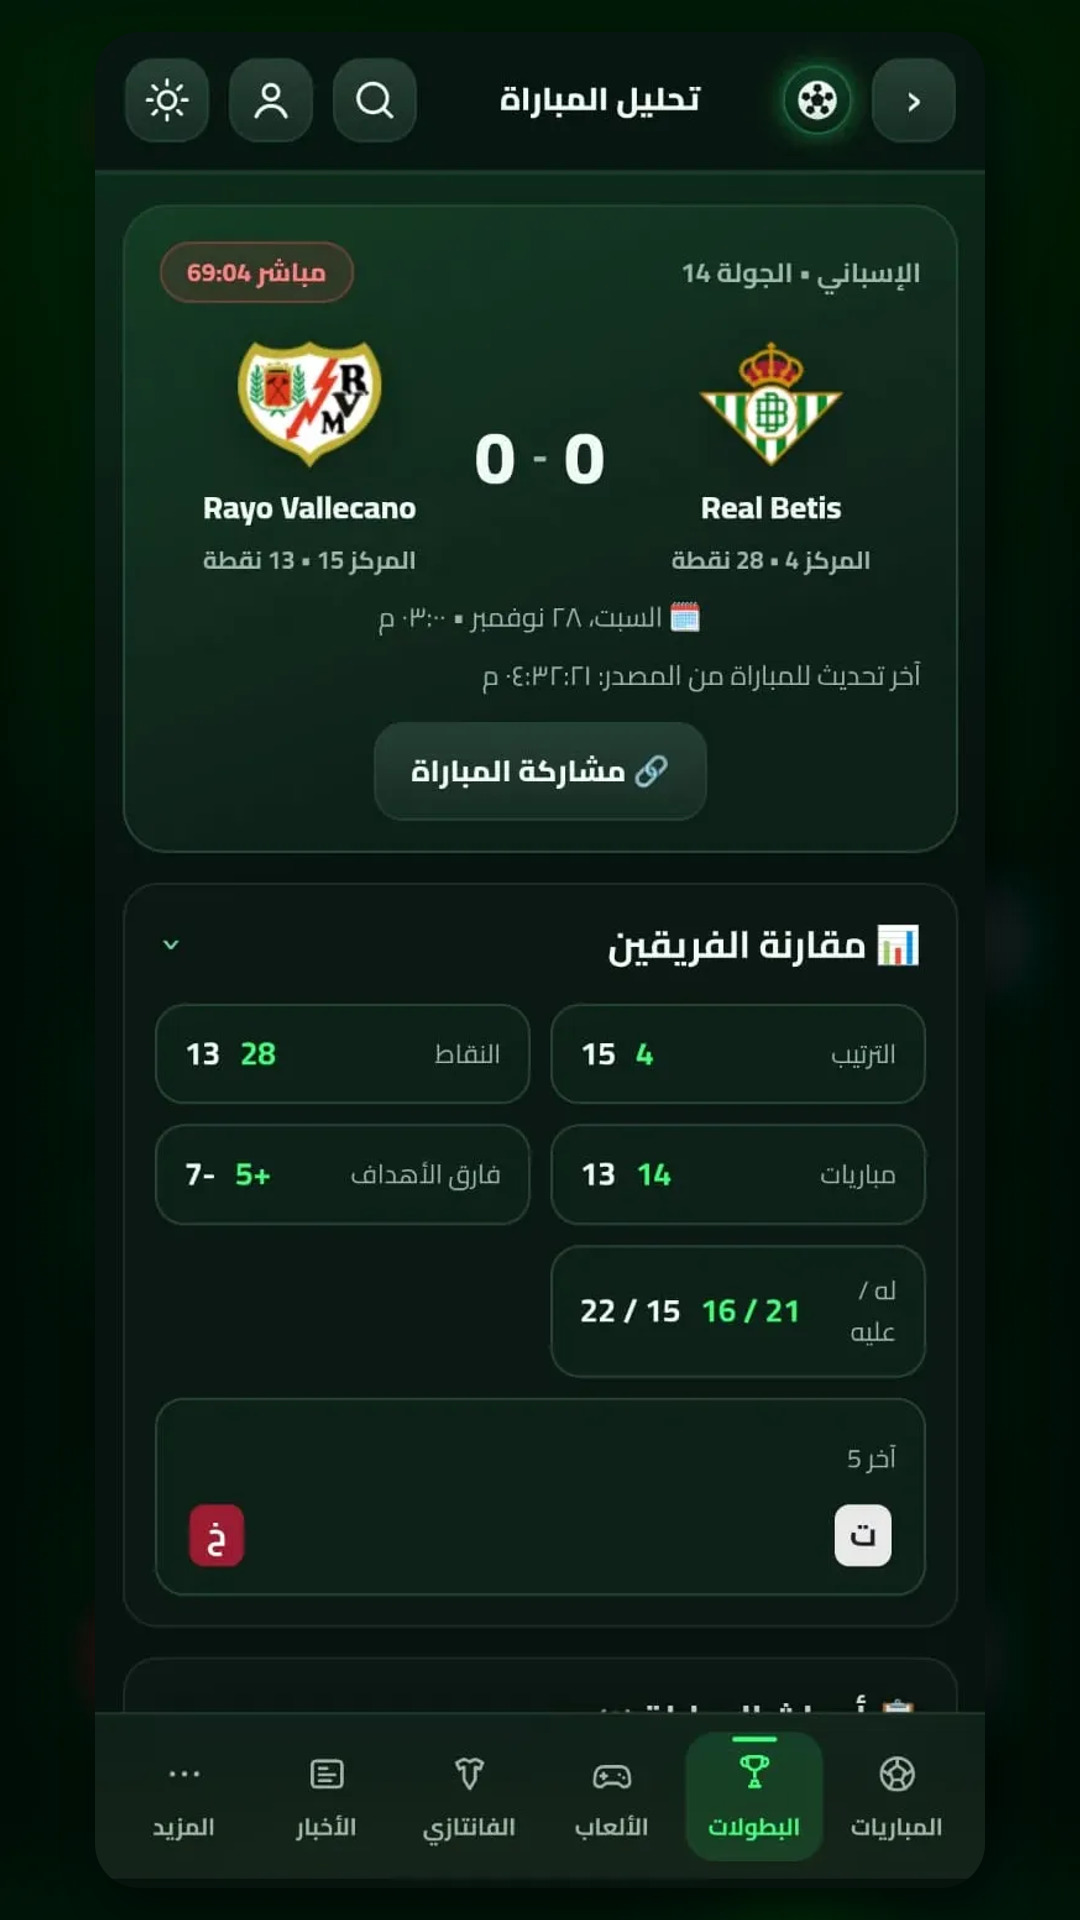 تحليل المباراة
الإسباني • الجولة 14
مباشر 69:04
Real Betis
0 - 0
Rayo Vallecano
المركز 4 • 28 نقطة
المركز 15 • 13 نقطة
السبت، ٢٨ نوفمبر • ٠٣:٠٠ م
آخر تحديث للمباراة من المصدر: ٠٤:٣٢:٢١ م
مشاركة المباراة
مقارنة الفريقين
الترتيب 4 15
النقاط 28 13
مباريات 14 13
فارق الأهداف +5 -7
له / عليه 21 / 16 15 / 22
آخر 5
ت
خ
المباريات
البطولات
الألعاب
الفانتازي
الأخبار
المزيد